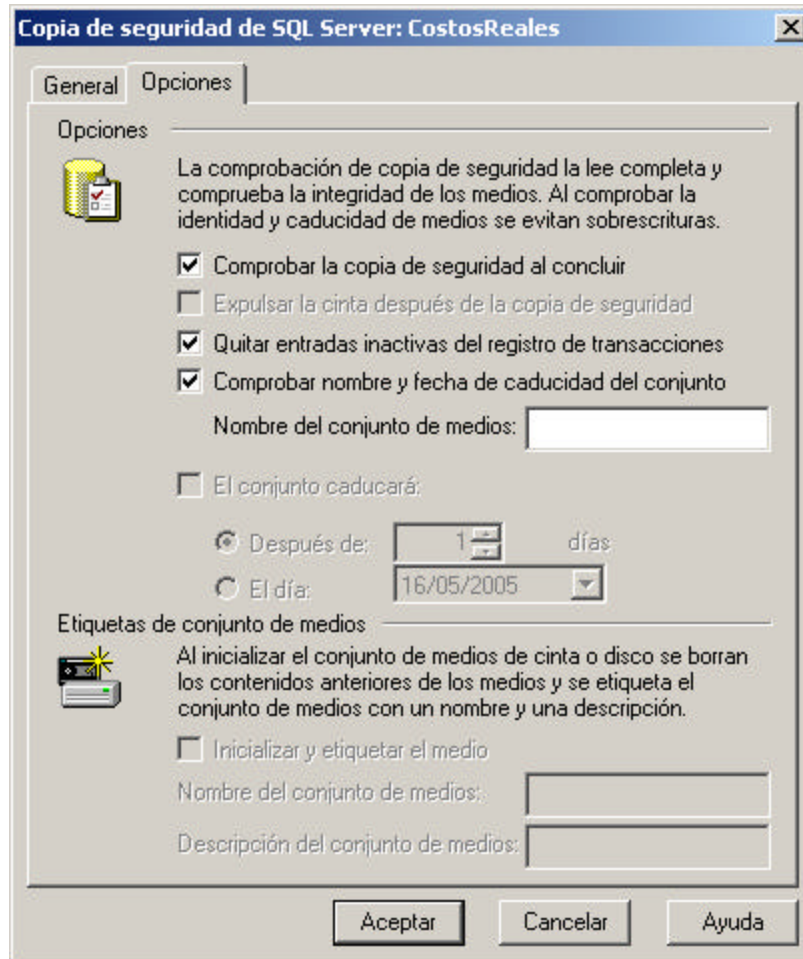 Copia de seguridad de SQL Server: CostosReales
General Opciones
Opciones
La comprobación de copia de seguridad la lee completa y
comprueba la integridad de los medios. Al comprobar la
identidad y caducidad de medios se evitan sobrescrituras.
Comprobar la copia de seguridad al concluir
Expulsar la cinta después de la copia de seguridad
Quitar entradas inactivas del registro de transacciones
Comprobar nombre y fecha de caducidad del conjunto
Nombre del conjunto de medios:
El conjunto caducará:
Después de: 1 días
El día: 16/05/2005
Etiquetas de conjunto de medios
Al inicializar el conjunto de medios de cinta o disco se borran
los contenidos anteriores de los medios y se etiqueta el
conjunto de medios con un nombre y una descripción.
Inicializar y etiquetar el medio
Nombre del conjunto de medios:
Descripción del conjunto de medios:
Aceptar Cancelar Ayuda